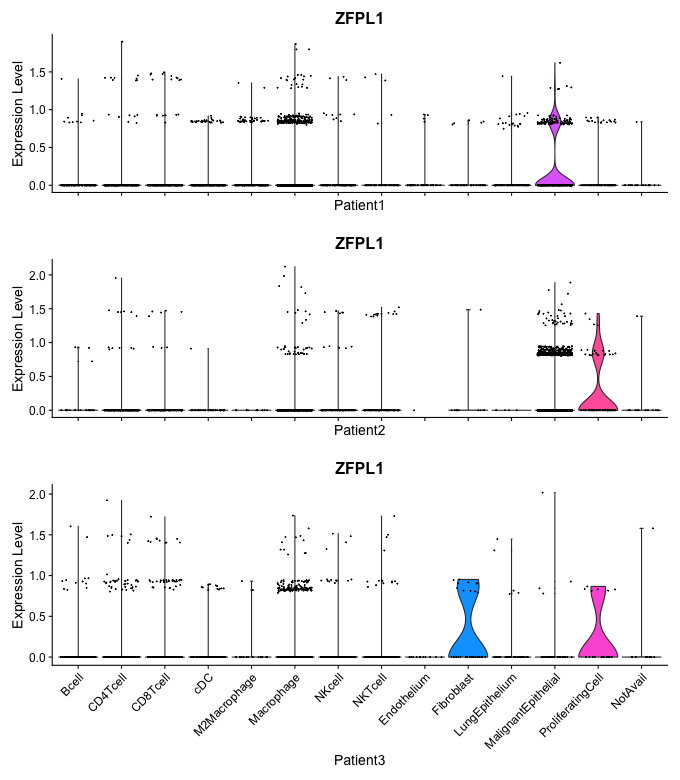 ZFPL1
Expression Level
1.5
1.0
0.5
0.0
Patient1
ZFPL1
Expression Level
2.0
1.5
1.0
0.5
0.0
Patient2
ZFPL1
Expression Level
2.0
1.5
1.0
0.5
0.0
Bcell
CD4Tcell
CD8Tcell
cDC
M2Macrophage
Macrophage
NKcell
NKTcell
Endothelium
Fibroblast
LungEpithelium
MalignantEpithelial
ProliferatingCell
NotAvail
Patient3